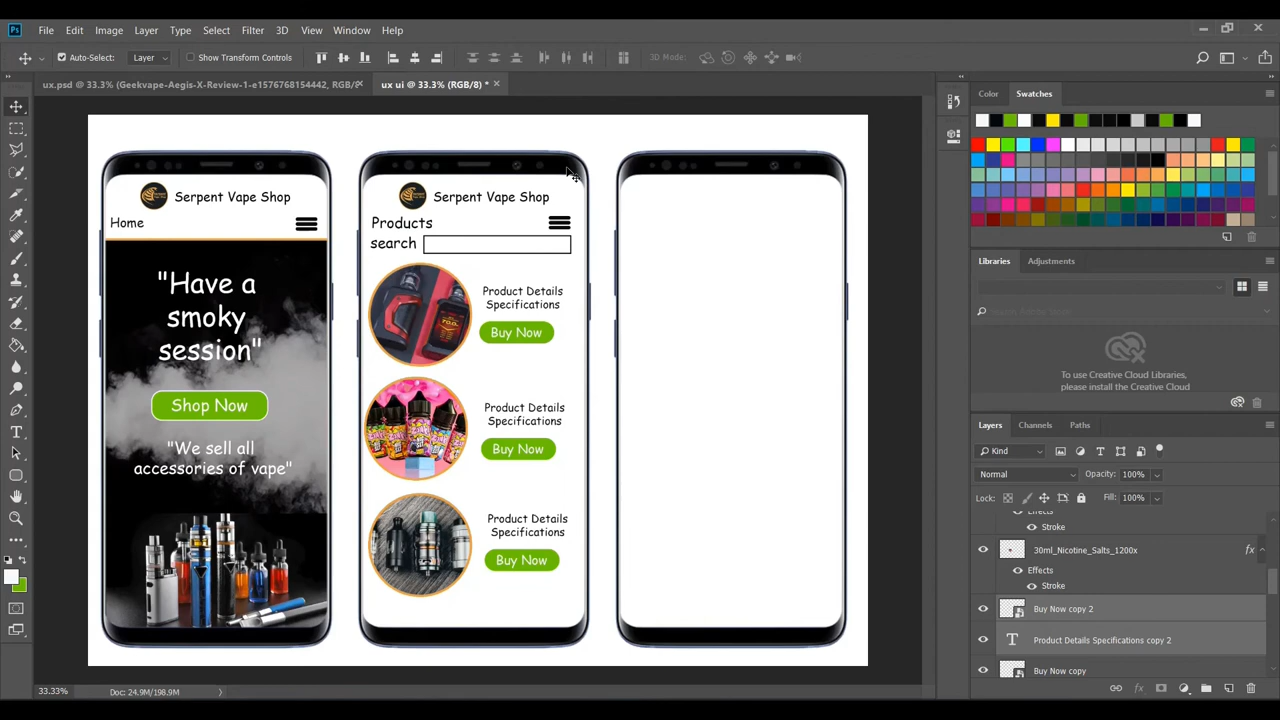 Ps File Edit Image Layer Type Select Filter 3D View Window Help
Auto-Select: Layer Show Transform Controls 3D Mode:
ux.psd @ 33.3% (Geekvape-Aegis-X-Review-1-e1576768154442, RGB/8)
ux ui @ 33.3% (RGB/8) *
Color Swatches
Serpent Vape Shop
Home
"Have a
smoky
session"
Shop Now
"We sell all
accessories of vape"
Serpent Vape Shop
Products
search
Product Details
Specifications
Buy Now
Product Details
Specifications
Buy Now
Product Details
Specifications
Buy Now
Libraries Adjustments
To use Creative Cloud Libraries,
please install the Creative Cloud
Layers Channels Paths
Kind
Normal Opacity: 100%
Lock: Fill: 100%
Effects
Stroke
30ml_Nicotine_Salts_1200x fx
Effects
Stroke
Buy Now copy 2
T Product Details Specifications copy 2
Buy Now copy
33.33% Doc: 24.9M/198.9M